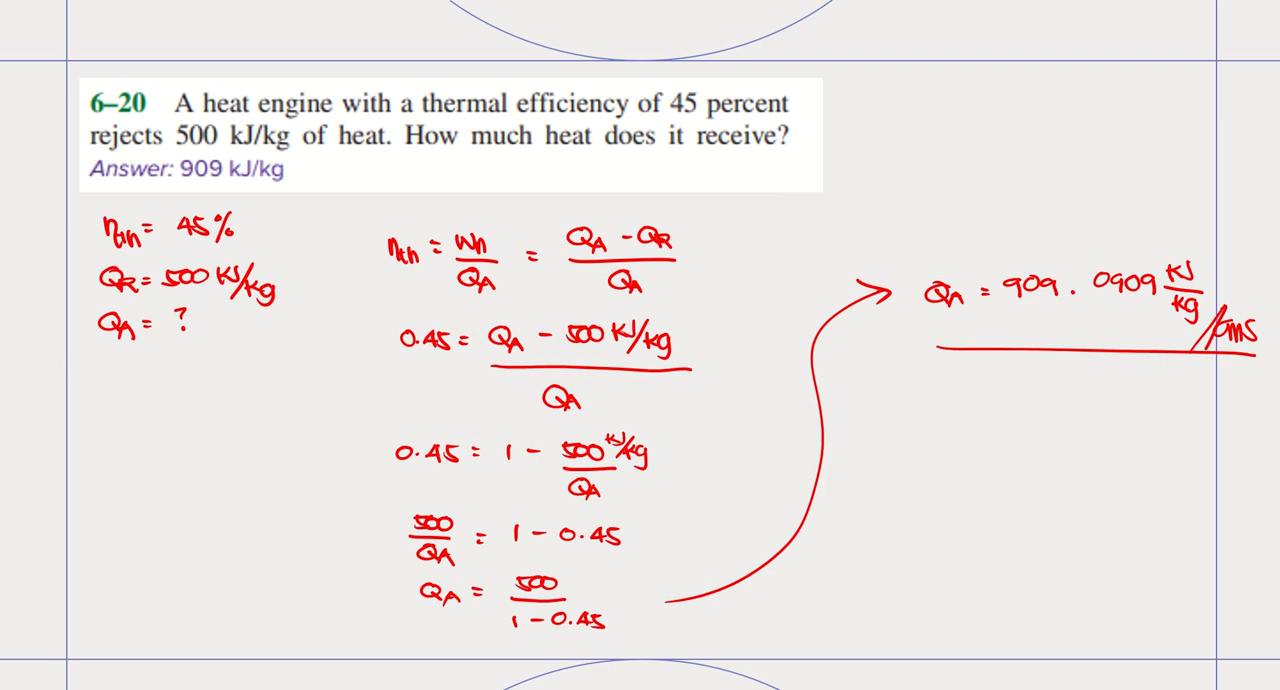 6–20 A heat engine with a thermal efficiency of 45 percent
rejects 500 kJ/kg of heat. How much heat does it receive?
Answer: 909 kJ/kg
ηth = 45%
QR = 500 kJ/kg
QA = ?
ηth = Wn/QA = (QA - QR)/QA
0.45 = (QA - 500 kJ/kg)/QA
0.45 = 1 - 500 kJ/kg/QA
500/QA = 1 - 0.45
QA = 500/(1 - 0.45)
QA = 909.0909 kJ/kg